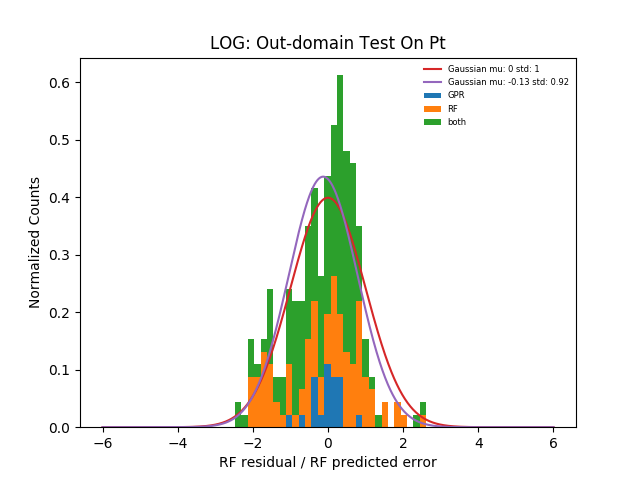 LOG: Out-domain Test On Pt
Gaussian mu: 0 std: 1
Gaussian mu: -0.13 std: 0.92
GPR
RF
both
Normalized Counts
0.6
0.5
0.4
0.3
0.2
0.1
0.0
−6 −4 −2 0 2 4 6
RF residual / RF predicted error